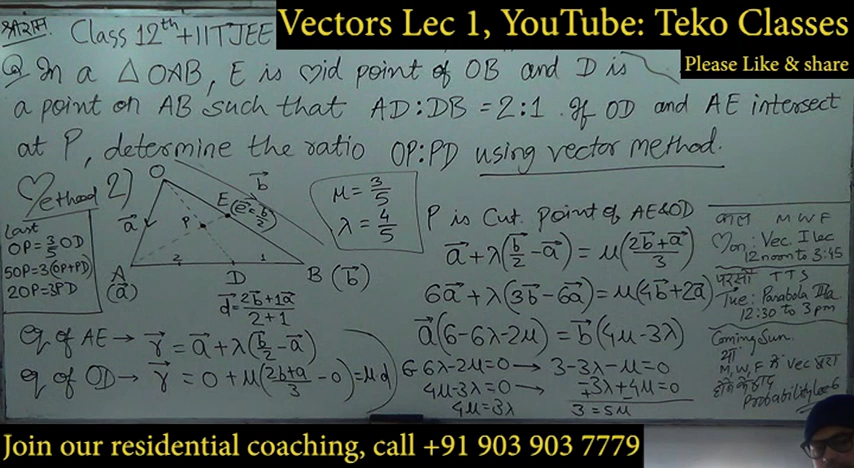 श्रीराम. Class 12th + IIT JEE
Vectors Lec 1, YouTube: Teko Classes
Please Like & share
Q In a △ OAB, E is mid point of OB and D is
a point on AB such that AD:DB = 2:1. If OD and AE intersect
at P, determine the ratio OP:PD using vector method.
Method 2)
O
E (e⃗ = b⃗/2)
b⃗
a⃗
P
A (a⃗)
2
D
1
B (b⃗)
d⃗ = 2b⃗+1a⃗ / 2+1
Last
OP = 3/5 OD
5OP = 3(OP+PD)
2OP = 3PD
μ = 3/5
λ = 4/5
eq of AE → r⃗ = a⃗ + λ(b⃗/2 - a⃗)
eq of OD → r⃗ = 0 + μ(2b+a/3 - 0) = μd
P is Cut point of AE&OD
a⃗ + λ(b⃗/2 - a⃗) = μ(2b⃗+a⃗/3)
6a⃗ + λ(3b⃗ - 6a⃗) = μ(4b⃗+2a⃗)
a⃗(6-6λ-2μ) = b⃗(4μ-3λ)
6-6λ-2μ=0 → 3-3λ-μ=0
4μ-3λ=0 → -3λ+4μ=0
4μ=3λ
3=5μ
काल M W F
Mon: Vec. I Lec
12 noon to 3:45
परसों T T S
Tue: Parabola
12:30 to 3 pm
Coming Sun.
M, W, F में Vec
Probability Lec 6
Join our residential coaching, call +91 903 903 7779